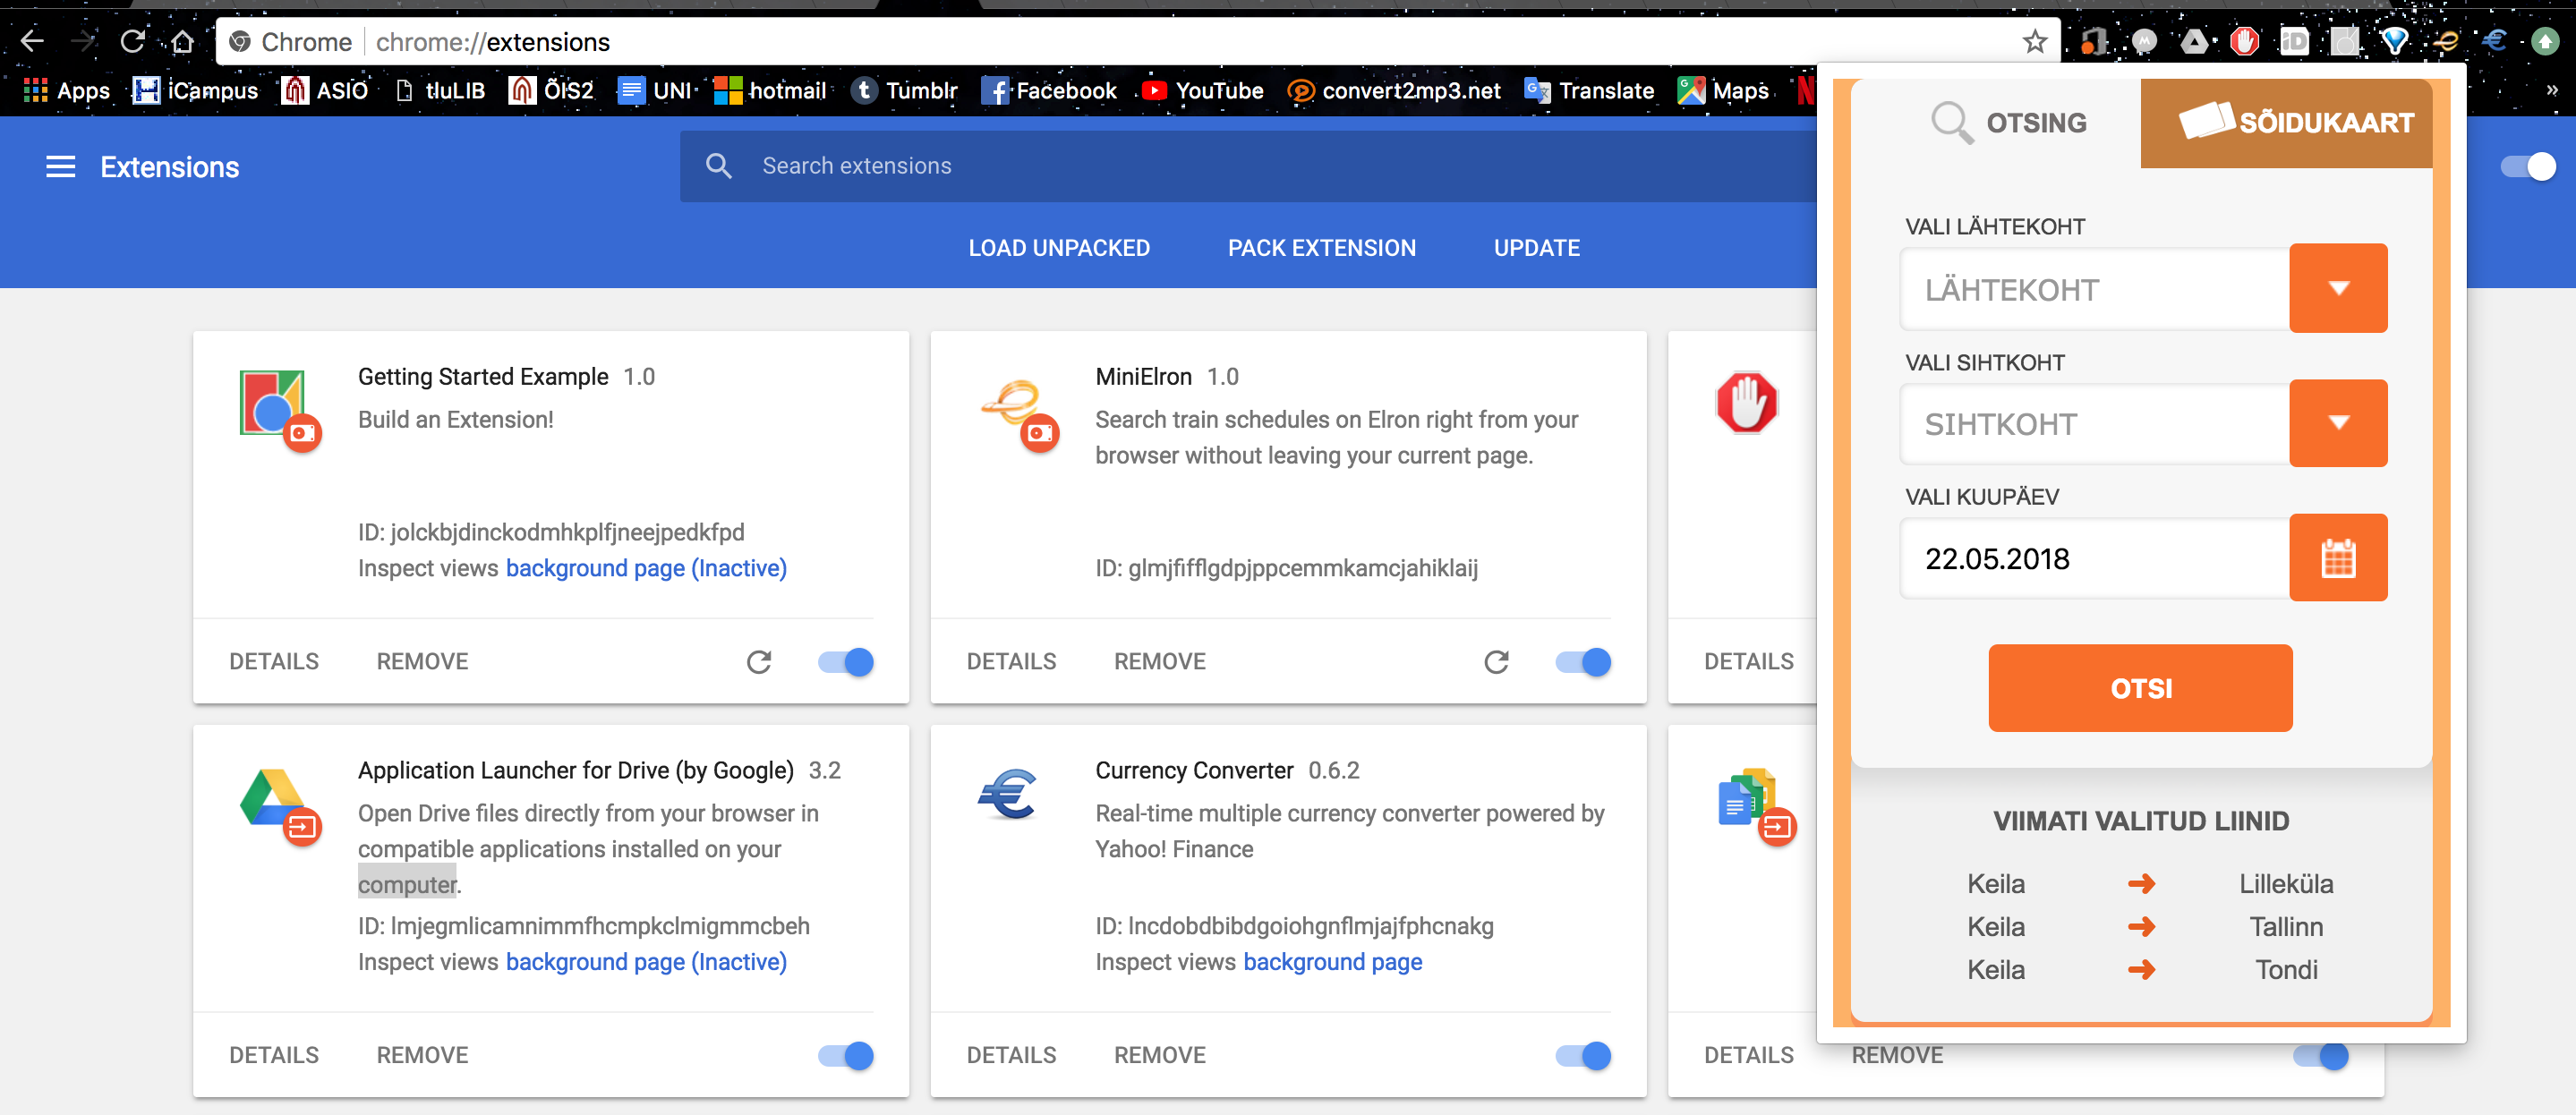 Chrome chrome://extensions
Apps iCampus ASIO tluLIB ÕIS2 UNI hotmail Tumblr Facebook YouTube convert2mp3.net Translate Maps »
Extensions
Search extensions
LOAD UNPACKED PACK EXTENSION UPDATE
Getting Started Example 1.0
Build an Extension!
ID: jolckbjdinckodmhkplfjneejpedkfpd
Inspect views background page (Inactive)
DETAILS REMOVE
MiniElron 1.0
Search train schedules on Elron right from your
browser without leaving your current page.
ID: glmjfifflgdpjppcemmkamcjahiklaij
DETAILS REMOVE
DETAILS
Application Launcher for Drive (by Google) 3.2
Open Drive files directly from your browser in
compatible applications installed on your
computer.
ID: lmjegmlicamnimmfhcmpkclmigmmcbeh
Inspect views background page (Inactive)
DETAILS REMOVE
Currency Converter 0.6.2
Real-time multiple currency converter powered by
Yahoo! Finance
ID: lncdobdbibdgoiohgnflmjajfphcnakg
Inspect views background page
DETAILS REMOVE
DETAILS REMOVE
OTSING SÕIDUKAART
VALI LÄHTEKOHT
LÄHTEKOHT
VALI SIHTKOHT
SIHTKOHT
VALI KUUPÄEV
22.05.2018
OTSI
VIIMATI VALITUD LIINID
Keila ➜ Lilleküla
Keila ➜ Tallinn
Keila ➜ Tondi